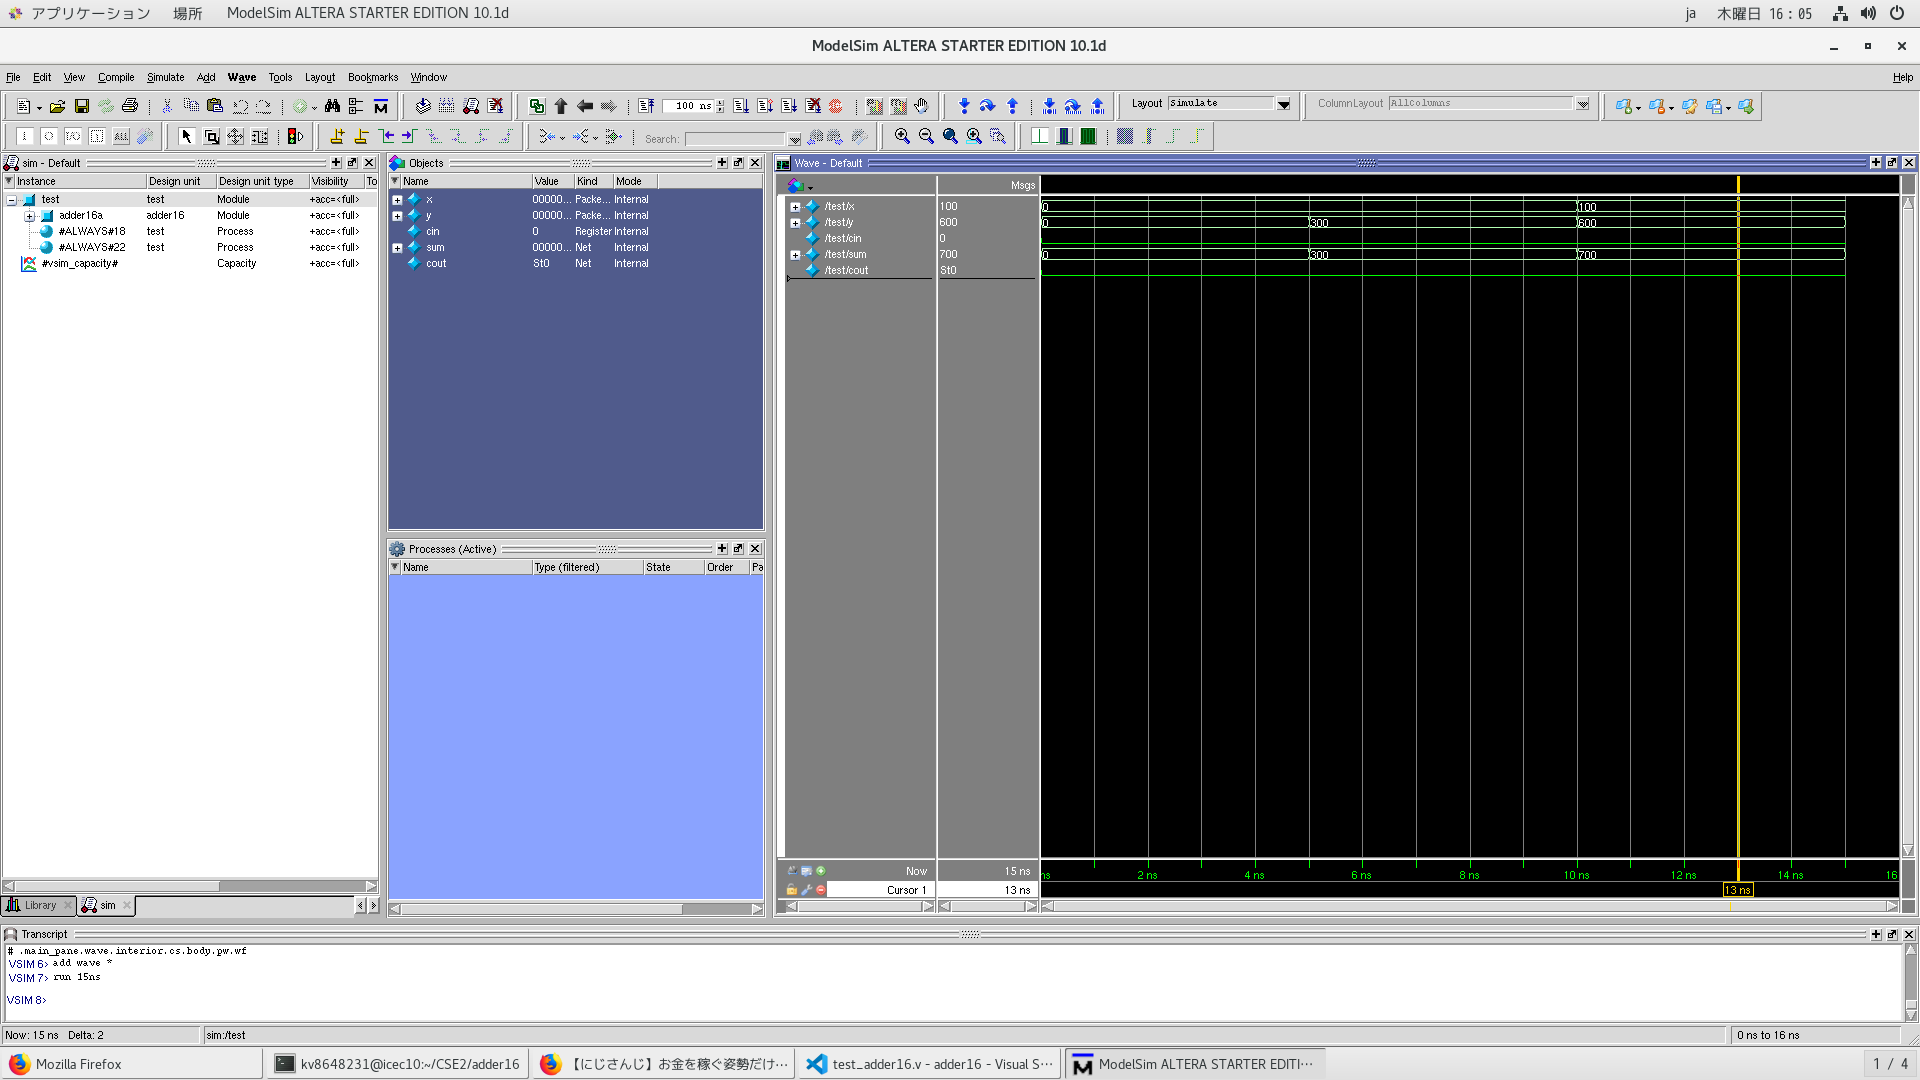 アプリケーション 場所 ModelSim ALTERA STARTER EDITION 10.1d ja 木曜日 16：05
ModelSim ALTERA STARTER EDITION 10.1d
File Edit View Compile Simulate Add Wave Tools Layout Bookmarks Window Help
100 ns Layout Simulate ColumnLayout AllColumns
Search:
sim - Default
Instance Design unit Design unit type Visibility To
test test Module +acc=<full>
adder16a adder16 Module +acc=<full>
#ALWAYS#18 test Process +acc=<full>
#ALWAYS#22 test Process +acc=<full>
#vsim_capacity# Capacity +acc=<full>
Library sim
Objects
Name Value Kind Mode
x 00000... Packe... Internal
y 00000... Packe... Internal
cin 0 Register Internal
sum 00000... Net Internal
cout St0 Net Internal
Processes (Active)
Name Type (filtered) State Order Pa
Wave - Default
Msgs
/test/x 100 0 100
/test/y 600 0 300 600
/test/cin 0
/test/sum 700 0 300 700
/test/cout St0
Now 15 ns ns 2 ns 4 ns 6 ns 8 ns 10 ns 12 ns 14 ns 16
Cursor 1 13 ns 13 ns
Transcript
# .main_pane.wave.interior.cs.body.pw.wf
VSIM 6> add wave *
VSIM 7> run 15ns
VSIM 8>
Now: 15 ns Delta: 2 sim:/test 0 ns to 16 ns
Mozilla Firefox kv8648231@icec10:~/CSE2/adder16 【にじさんじ】お金を稼ぐ姿勢だけ… test_adder16.v - adder16 - Visual S… ModelSim ALTERA STARTER EDITI… 1 / 4